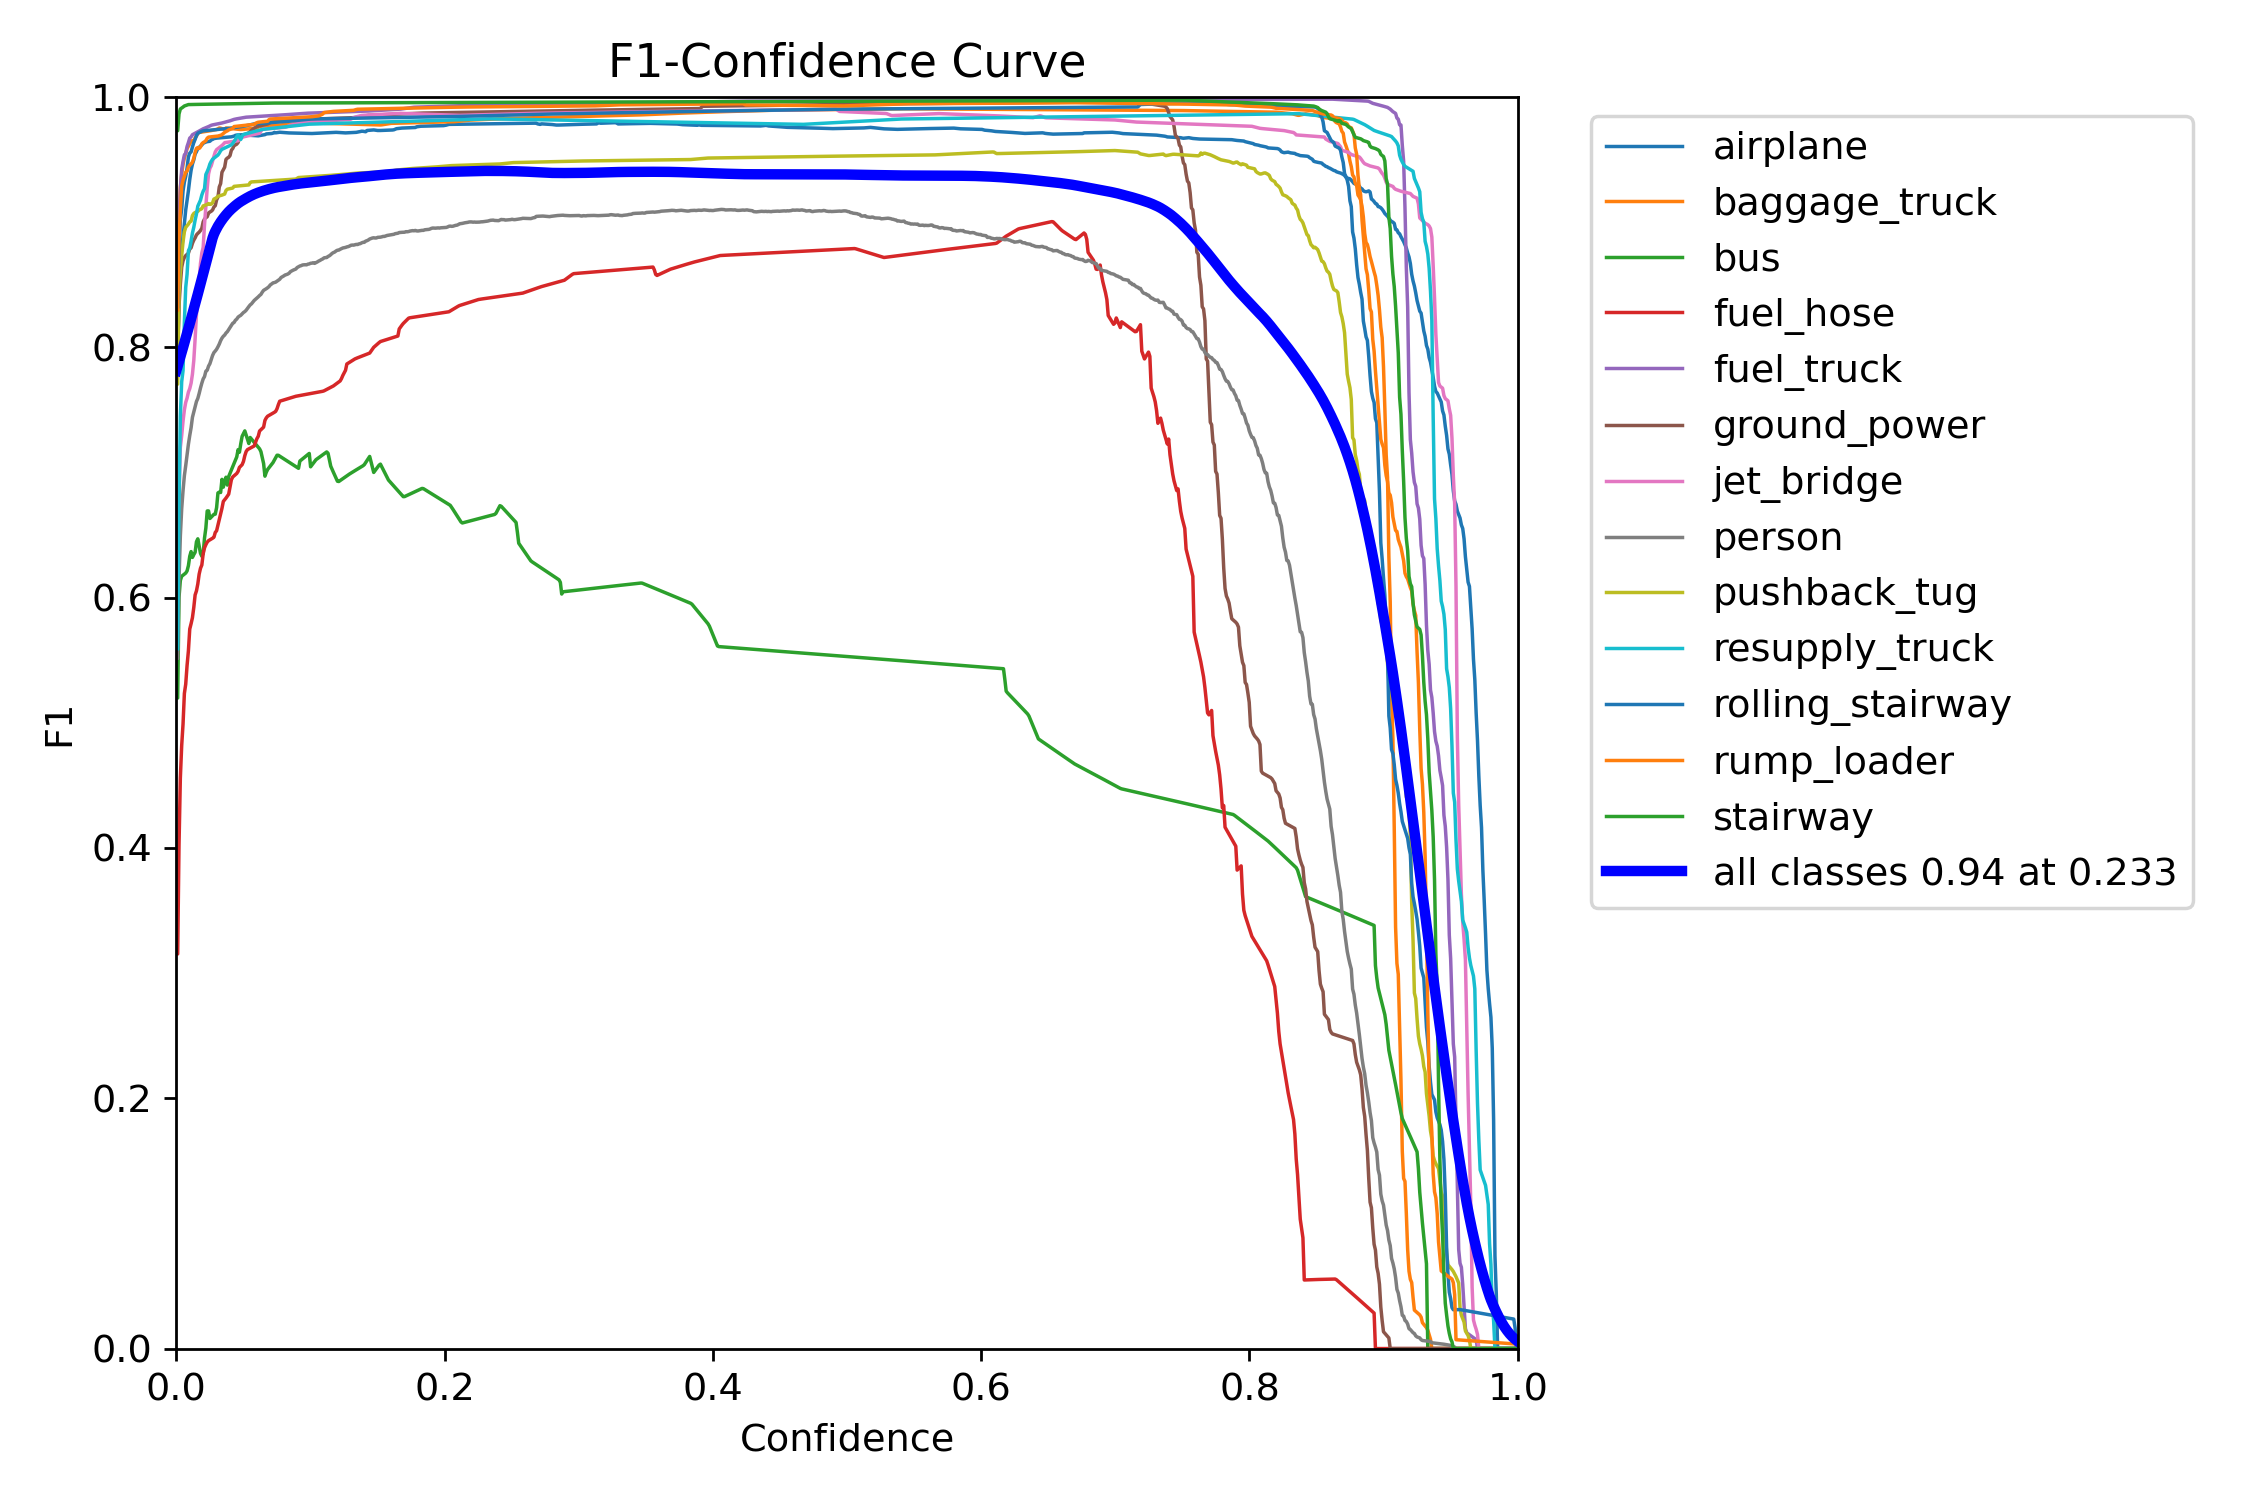 F1-Confidence Curve
1.0
0.8
0.6
0.4
0.2
0.0
F1
0.0 0.2 0.4 0.6 0.8 1.0
Confidence
airplane
baggage_truck
bus
fuel_hose
fuel_truck
ground_power
jet_bridge
person
pushback_tug
resupply_truck
rolling_stairway
rump_loader
stairway
all classes 0.94 at 0.233